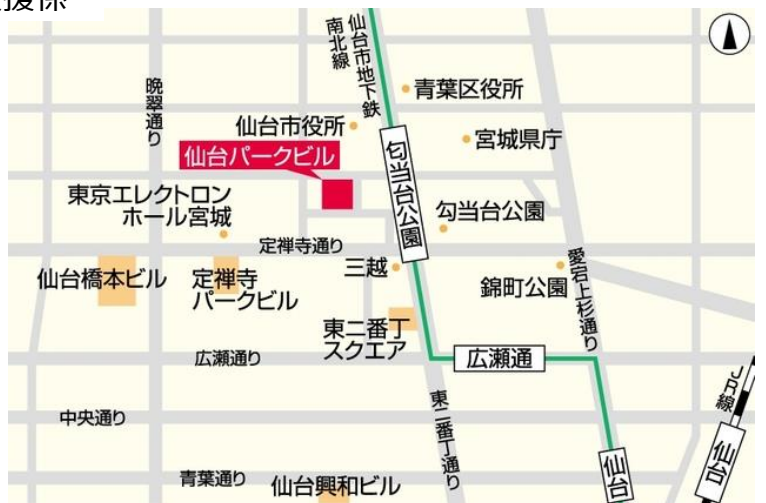 南北線
仙台市地下鉄
晩翠通り
青葉区役所
仙台市役所
宮城県庁
仙台パークビル
匂当台公園
東京エレクトロン
ホール宮城
勾当台公園
定禅寺通り
三越
愛宕上杉通り
仙台橋本ビル
定禅寺
パークビル
錦町公園
東二番丁
スクエア
広瀬通り
広瀬通
JR線
中央通り
東二番丁通り
仙台
仙台
青葉通り
仙台興和ビル